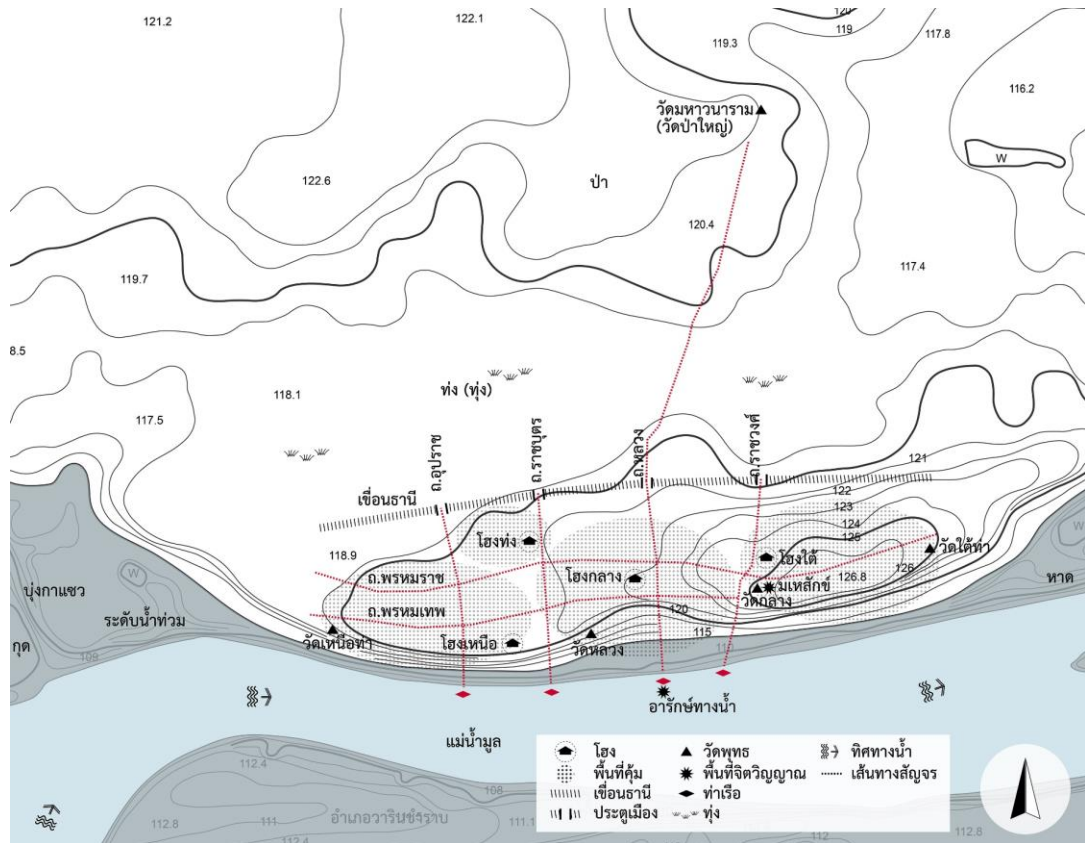 121.2
122.1
120
119.3
119
117.8
116.2
วัดมหาวนาราม
(วัดป่าใหญ่)
W
122.6
ป่า
120.4
119.7
117.4
8.5
118.1
ท่ง (ทุ่ง)
117.5
ถ.อุปราช
ถ.ราชบุตร
ถ.หลวง
ถ.ราชวงศ์
121
122
123
124
125
126
126.8
เขื่อนธานี
118.9
โฮงท่ง
โฮงกลาง
โฮงใต้
วัดใต้ท่า
ถ.พรหมราช
มเหสักข์
วัดกลาง
ถ.พรหมเทพ
120
115
110
W
W
หาด
บุ่งกาแซว
ระดับน้ำท่วม
กุด
109
วัดเหนือท่า
โฮงเหนือ
วัดหลวง
อารักษ์ทางน้ำ
แม่น้ำมูล
112.4
108
112.8
111
อำเภอวารินชำราบ
111.1
112.4
112
112.8
โฮง
วัดพุทธ
ทิศทางน้ำ
พื้นที่คุ้ม
พื้นที่จิตวิญญาณ
เส้นทางสัญจร
เขื่อนธานี
ท่าเรือ
ประตูเมือง
ทุ่ง